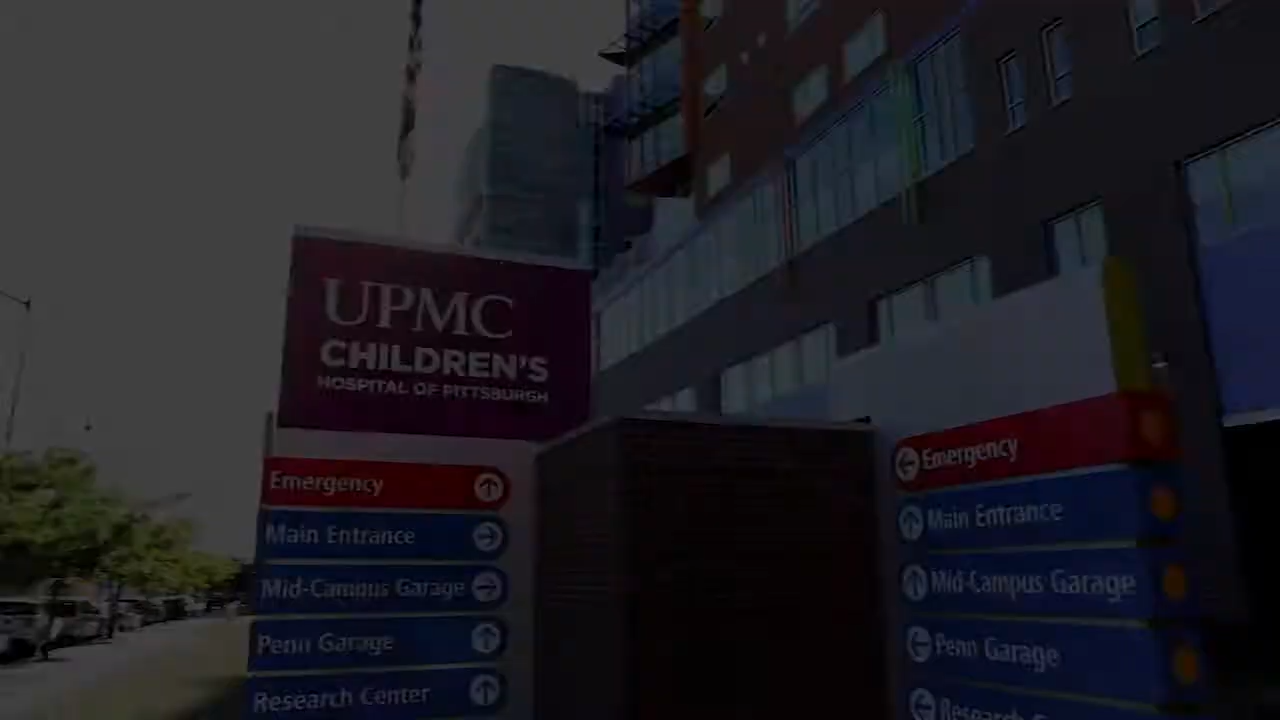 UPMC
CHILDREN'S
HOSPITAL OF PITTSBURGH
Emergency
Main Entrance
Mid-Campus Garage
Penn Garage
Research Center
Emergency
Main Entrance
Mid-Campus Garage
Penn Garage